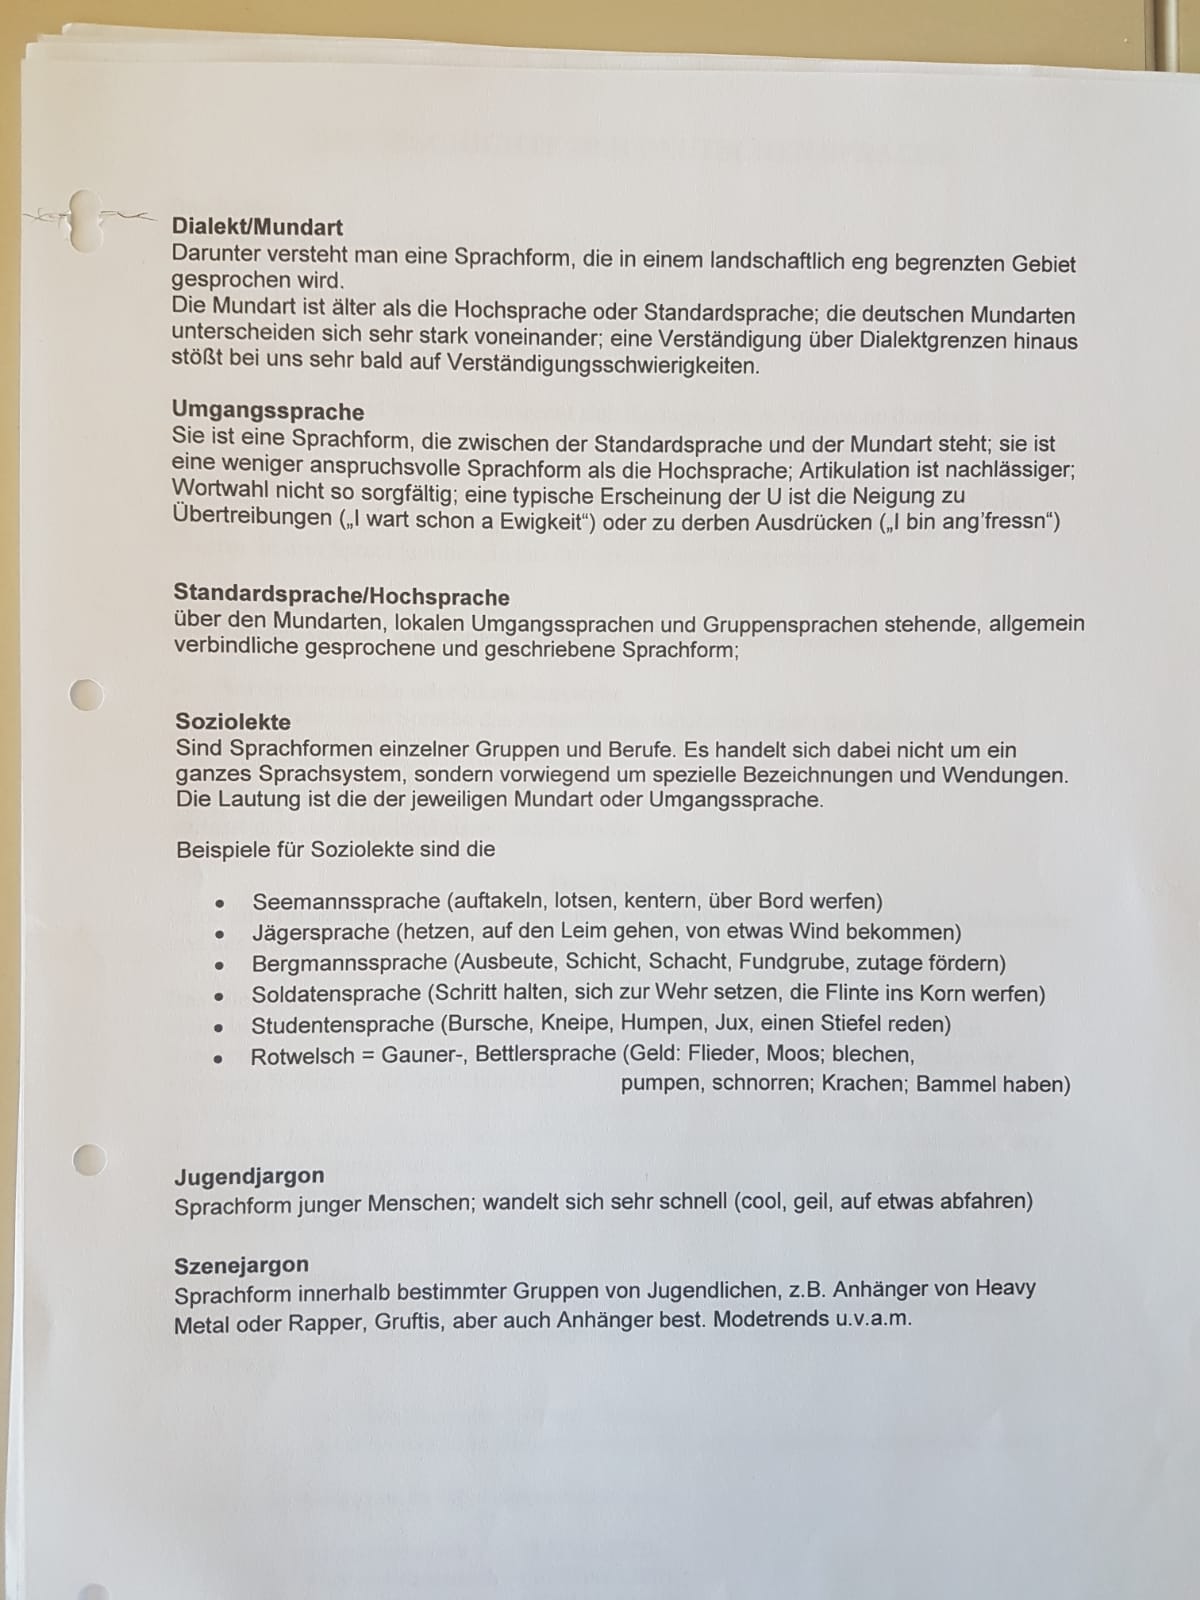 Dialekt/Mundart
Darunter versteht man eine Sprachform, die in einem landschaftlich eng begrenzten Gebiet
gesprochen wird.
Die Mundart ist älter als die Hochsprache oder Standardsprache; die deutschen Mundarten
unterscheiden sich sehr stark voneinander; eine Verständigung über Dialektgrenzen hinaus
stößt bei uns sehr bald auf Verständigungsschwierigkeiten.
Umgangssprache
Sie ist eine Sprachform, die zwischen der Standardsprache und der Mundart steht; sie ist
eine weniger anspruchsvolle Sprachform als die Hochsprache; Artikulation ist nachlässiger;
Wortwahl nicht so sorgfältig; eine typische Erscheinung der U ist die Neigung zu
Übertreibungen („I wart schon a Ewigkeit“) oder zu derben Ausdrücken („I bin ang’fressn“)
Standardsprache/Hochsprache
über den Mundarten, lokalen Umgangssprachen und Gruppensprachen stehende, allgemein
verbindliche gesprochene und geschriebene Sprachform;
Soziolekte
Sind Sprachformen einzelner Gruppen und Berufe. Es handelt sich dabei nicht um ein
ganzes Sprachsystem, sondern vorwiegend um spezielle Bezeichnungen und Wendungen.
Die Lautung ist die der jeweiligen Mundart oder Umgangssprache.
Beispiele für Soziolekte sind die
• Seemannssprache (auftakeln, lotsen, kentern, über Bord werfen)
• Jägersprache (hetzen, auf den Leim gehen, von etwas Wind bekommen)
• Bergmannssprache (Ausbeute, Schicht, Schacht, Fundgrube, zutage fördern)
• Soldatensprache (Schritt halten, sich zur Wehr setzen, die Flinte ins Korn werfen)
• Studentensprache (Bursche, Kneipe, Humpen, Jux, einen Stiefel reden)
• Rotwelsch = Gauner-, Bettlersprache (Geld: Flieder, Moos; blechen,
pumpen, schnorren; Krachen; Bammel haben)
Jugendjargon
Sprachform junger Menschen; wandelt sich sehr schnell (cool, geil, auf etwas abfahren)
Szenejargon
Sprachform innerhalb bestimmter Gruppen von Jugendlichen, z.B. Anhänger von Heavy
Metal oder Rapper, Gruftis, aber auch Anhänger best. Modetrends u.v.a.m.